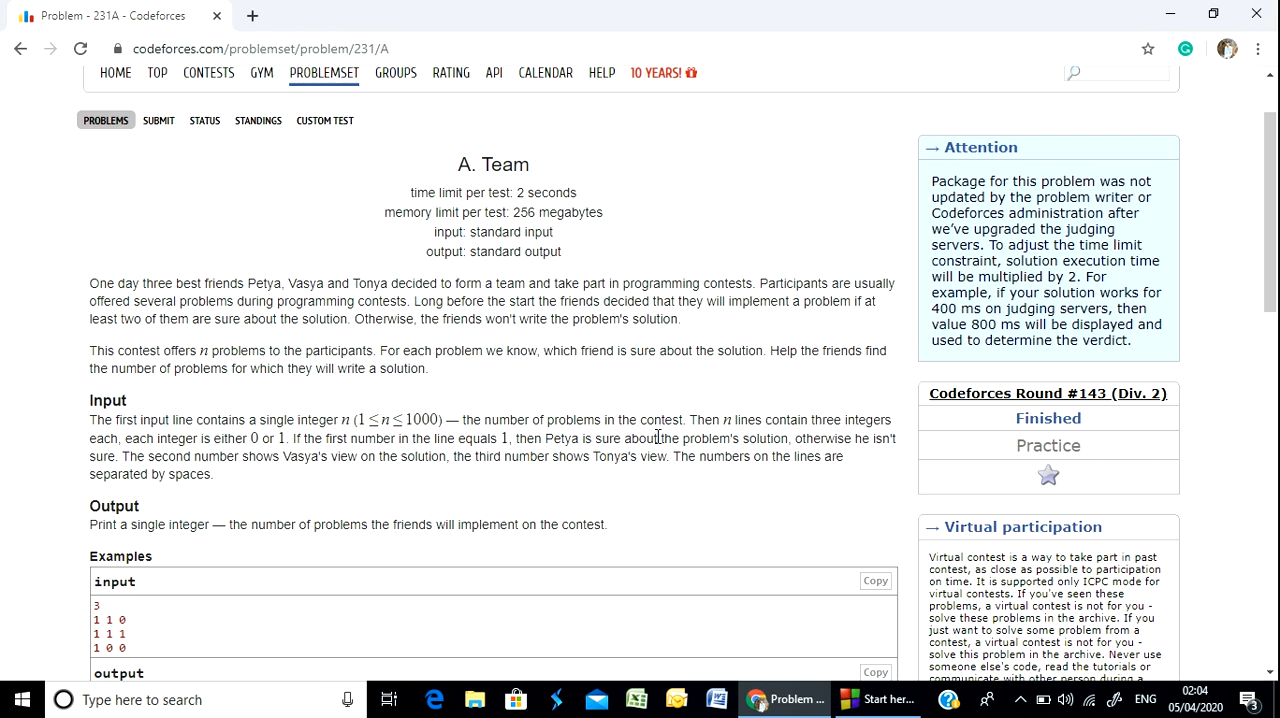 Problem - 231A - Codeforces
codeforces.com/problemset/problem/231/A
HOME TOP CONTESTS GYM PROBLEMSET GROUPS RATING API CALENDAR HELP 10 YEARS!
PROBLEMS SUBMIT STATUS STANDINGS CUSTOM TEST
A. Team
time limit per test: 2 seconds
memory limit per test: 256 megabytes
input: standard input
output: standard output
One day three best friends Petya, Vasya and Tonya decided to form a team and take part in programming contests. Participants are usually
offered several problems during programming contests. Long before the start the friends decided that they will implement a problem if at
least two of them are sure about the solution. Otherwise, the friends won't write the problem's solution.
This contest offers n problems to the participants. For each problem we know, which friend is sure about the solution. Help the friends find
the number of problems for which they will write a solution.
Input
The first input line contains a single integer n (1 ≤ n ≤ 1000) — the number of problems in the contest. Then n lines contain three integers
each, each integer is either 0 or 1. If the first number in the line equals 1, then Petya is sure about the problem's solution, otherwise he isn't
sure. The second number shows Vasya's view on the solution, the third number shows Tonya's view. The numbers on the lines are
separated by spaces.
Output
Print a single integer — the number of problems the friends will implement on the contest.
Examples
input
Copy
3
1 1 0
1 1 1
1 0 0
output
Copy
→ Attention
Package for this problem was not
updated by the problem writer or
Codeforces administration after
we've upgraded the judging
servers. To adjust the time limit
constraint, solution execution time
will be multiplied by 2. For
example, if your solution works for
400 ms on judging servers, then
value 800 ms will be displayed and
used to determine the verdict.
Codeforces Round #143 (Div. 2)
Finished
Practice
→ Virtual participation
Virtual contest is a way to take part in past
contest, as close as possible to participation
on time. It is supported only ICPC mode for
virtual contests. If you've seen these
problems, a virtual contest is not for you -
solve these problems in the archive. If you
just want to solve some problem from a
contest, a virtual contest is not for you -
solve this problem in the archive. Never use
someone else's code, read the tutorials or
communicate with other person during a
Type here to search
Problem ...
Start her...
ENG
02:04
05/04/2020
3